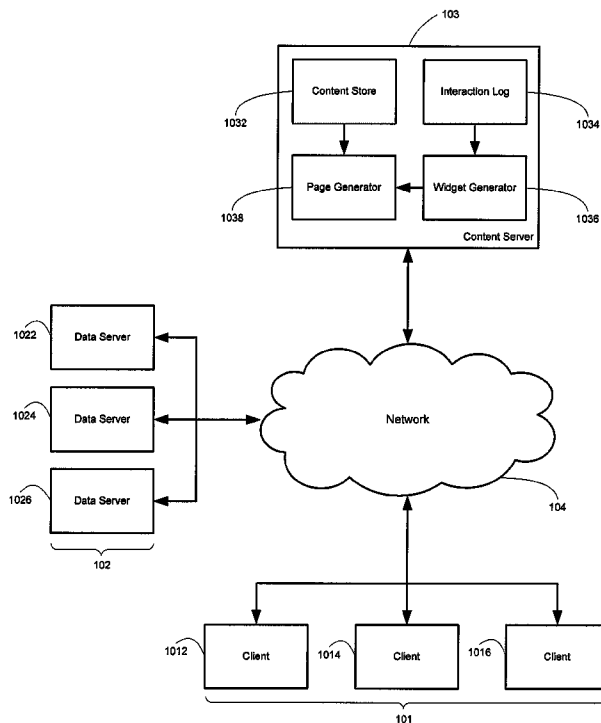 103
Content Store
Interaction Log
1032
1034
Page Generator
Widget Generator
1038
1036
Content Server
1022
Data Server
1024
Data Server
Network
1026
Data Server
104
102
1012
Client
1014
Client
1016
Client
101